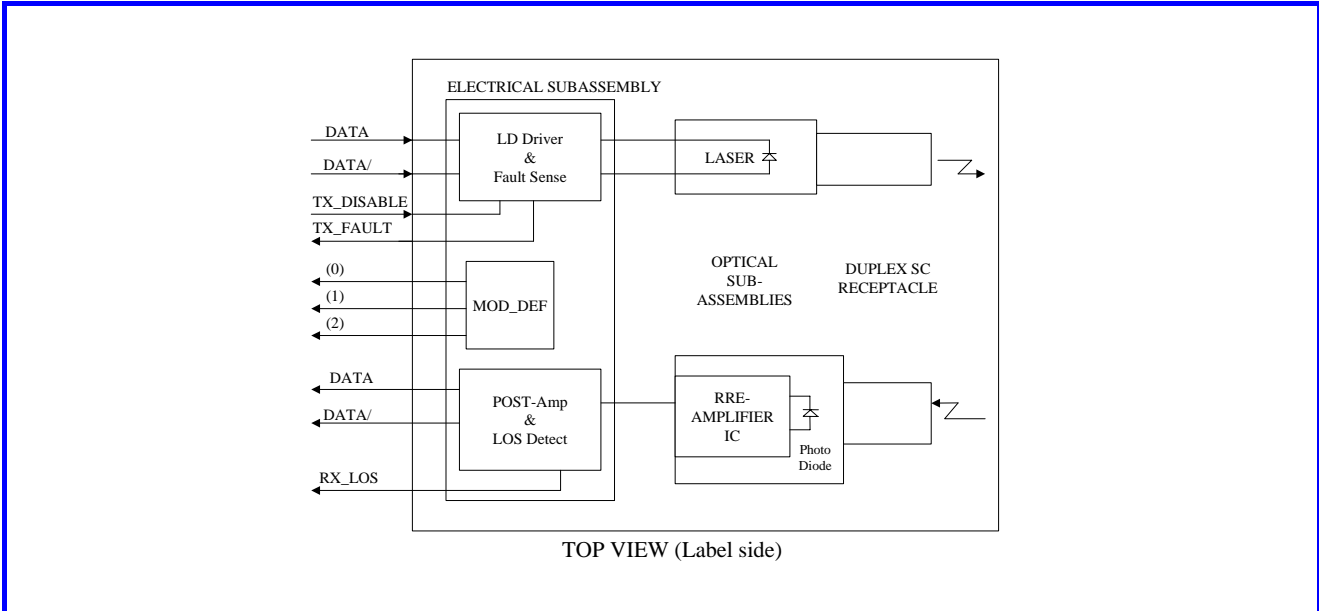 ELECTRICAL SUBASSEMBLY
DATA
DATA/
TX_DISABLE
TX_FAULT
LD Driver
&
Fault Sense
LASER
(0)
(1)
(2)
MOD_DEF
OPTICAL
SUB-
ASSEMBLIES
DUPLEX SC
RECEPTACLE
DATA
DATA/
RX_LOS
POST-Amp
&
LOS Detect
RRE-
AMPLIFIER
IC
Photo
Diode
TOP VIEW (Label side)